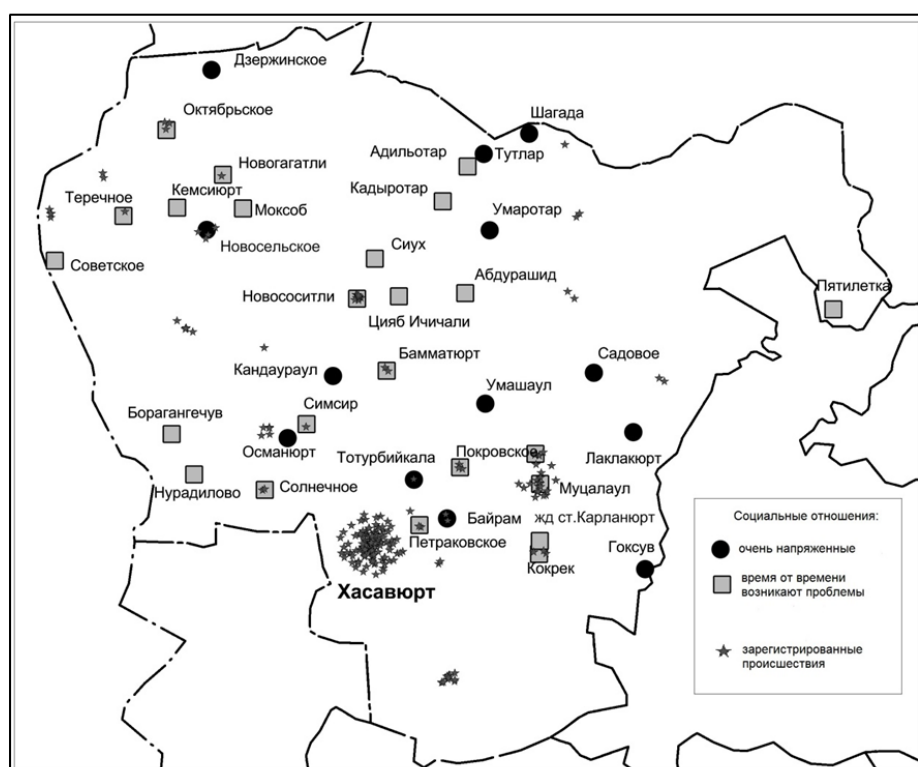 Дзержинское
Октябрьское
Шагада
Адильотар
Тутлар
Новогагатли
Кемсиюрт
Кадыротар
Теречное
Моксоб
Умаротар
Новосельское
Сиух
Советское
Абдурашид
Пятилетка
Новососитли
Цияб Ичичали
Бамматюрт
Садовое
Кандаураул
Умашаул
Симсир
Борагангечув
Османюрт
Покровское
Лаклакюрт
Тотурбийкала
Нурадилово
Солнечное
Муцалаул
Байрам
жд ст.Карланюрт
Петраковское
Гоксув
Кокрек
Хасавюрт
Социальные отношения:
очень напряженные
время от времени
возникают проблемы
зарегистрированные
происшествия